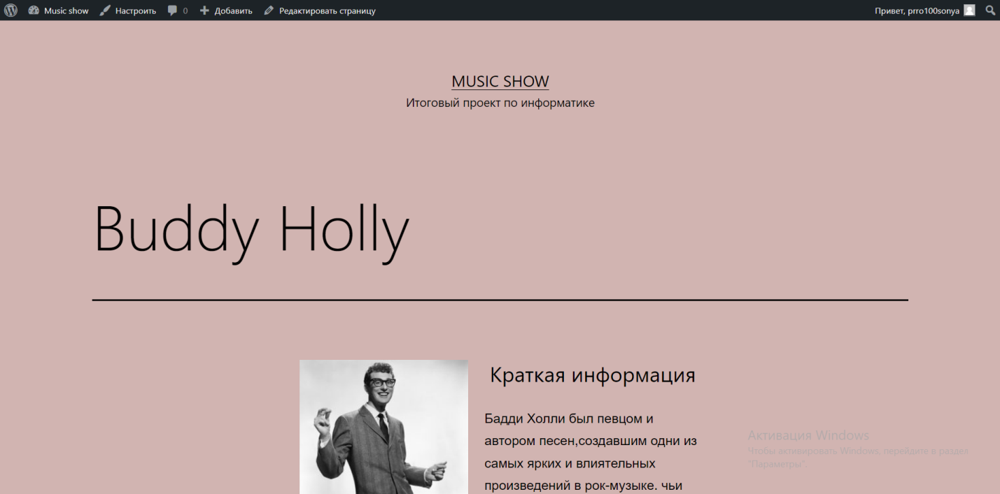 Music show Настроить 0 Добавить Редактировать страницу Привет, prro100sonya
MUSIC SHOW
Итоговый проект по информатике
Buddy Holly
Краткая информация
Бадди Холли был певцом и
автором песен,создавшим одни из
самых ярких и влиятельных
произведений в рок-музыке. чьи
Активация Windows
Чтобы активировать Windows, перейдите в раздел
"Параметры".